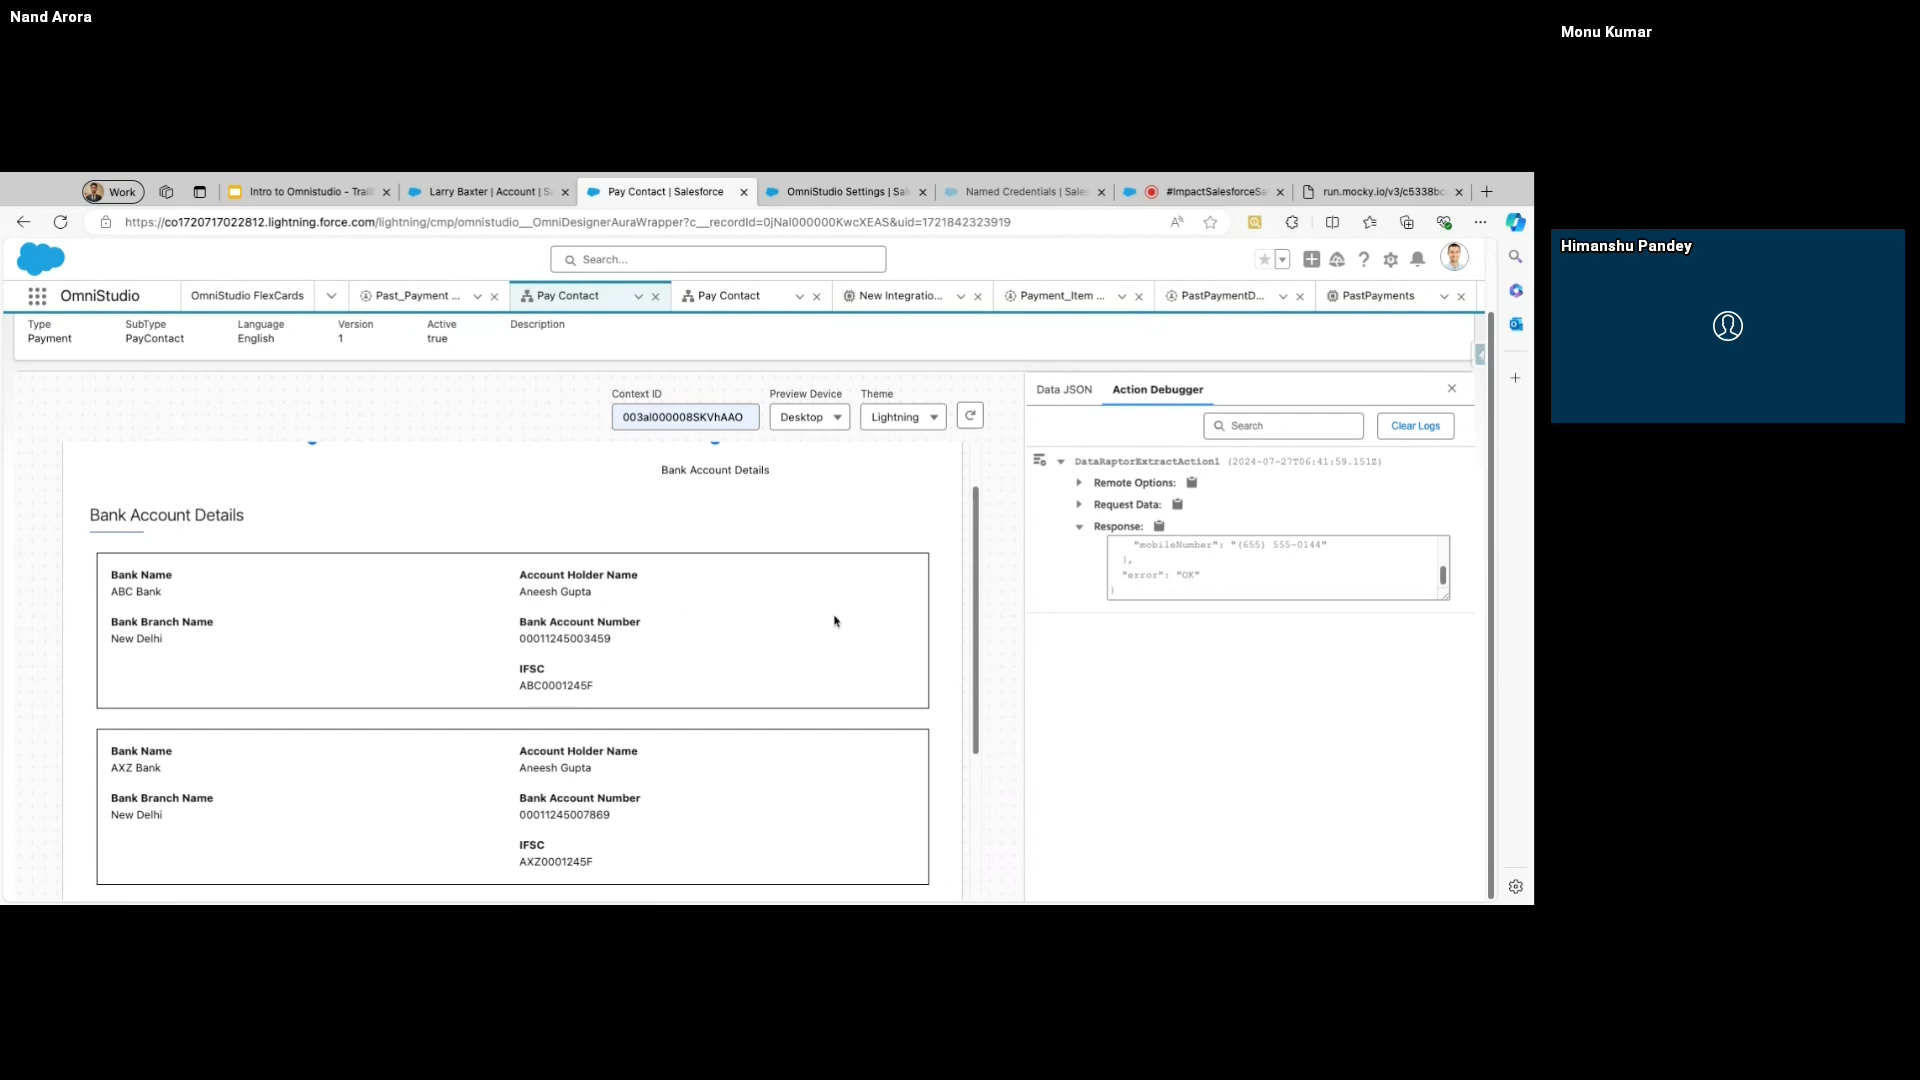 Nand Arora
Monu Kumar
Himanshu Pandey
Work
Intro to Omnistudio - Trail
Larry Baxter | Account | S
Pay Contact | Salesforce
OmniStudio Settings | Sal
Named Credentials | Sales
#ImpactSalesforceSa
run.mocky.io/v3/c5338bc
https://co1720717022812.lightning.force.com/lightning/cmp/omnistudio__OmniDesignerAuraWrapper?c__recordId=0jNal000000KwcXEAS&uid=1721842323919
Search...
OmniStudio
OmniStudio FlexCards
Past_Payment ...
Pay Contact
Pay Contact
New Integratio...
Payment_Item ...
PastPaymentD...
PastPayments
Type SubType Language Version Active Description
Payment PayContact English 1 true
Context ID Preview Device Theme
003al000008SKVhAAO Desktop Lightning
Data JSON Action Debugger
Search Clear Logs
DataRaptorExtractAction1 (2024-07-27T06:41:59.151Z)
Remote Options:
Request Data:
Response:
"mobileNumber": "(655) 555-0144"
},
"error": "OK"
}
Bank Account Details
Bank Account Details
Bank Name Account Holder Name
ABC Bank Aneesh Gupta
Bank Branch Name Bank Account Number
New Delhi 00011245003459
IFSC
ABC0001245F
Bank Name Account Holder Name
AXZ Bank Aneesh Gupta
Bank Branch Name Bank Account Number
New Delhi 00011245007869
IFSC
AXZ0001245F